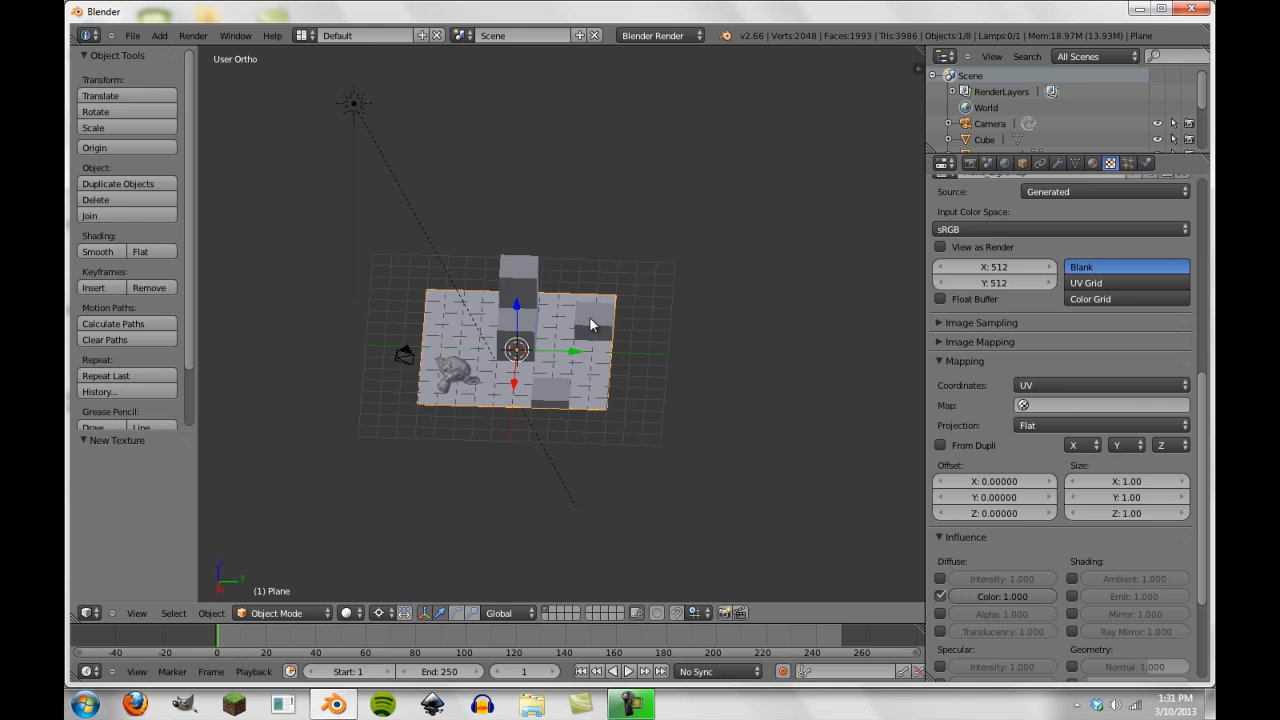 Blender
File Add Render Window Help Default Scene Blender Render v2.66 | Verts:2048 | Faces:1993 | Tris:3986 | Objects:1/8 | Lamps:0/1 | Mem:18.97M (13.93M) | Plane
Object Tools
Transform:
Translate
Rotate
Scale
Origin
Object:
Duplicate Objects
Delete
Join
Shading:
Smooth Flat
Keyframes:
Insert Remove
Motion Paths:
Calculate Paths
Clear Paths
Repeat:
Repeat Last
History...
Grease Pencil:
Draw Line
New Texture
User Ortho
z
y
(1) Plane
View Select Object Object Mode Global
View Search All Scenes
Scene
RenderLayers |
World
Camera |
Cube |
Source: Generated
Input Color Space:
sRGB
View as Render
X: 512
Y: 512
Blank
UV Grid
Color Grid
Float Buffer
Image Sampling
Image Mapping
Mapping
Coordinates: UV
Map:
Projection: Flat
From Dupli X Y Z
Offset: Size:
X: 0.00000 X: 1.00
Y: 0.00000 Y: 1.00
Z: 0.00000 Z: 1.00
Influence
Diffuse: Shading:
Intensity: 1.000 Ambient: 1.000
Color: 1.000 Emit: 1.000
Alpha: 1.000 Mirror: 1.000
Translucency: 1.000 Ray Mirror: 1.000
Specular: Geometry:
Intensity: 1.000 Normal: 1.000
-40 -20 0 20 40 60 80 100 120 140 160 180 200 220 240 260
View Marker Frame Playback Start: 1 End: 250 1 No Sync
1:31 PM
3/10/2013